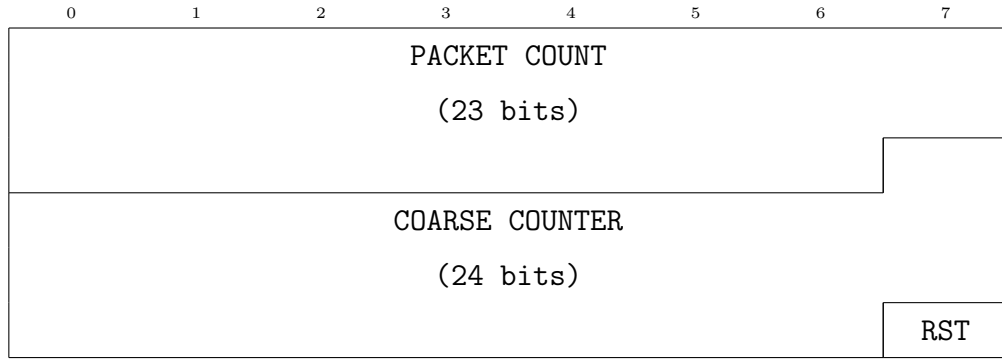 0 1 2 3 4 5 6 7
PACKET COUNT
(23 bits)
COARSE COUNTER
(24 bits)
RST